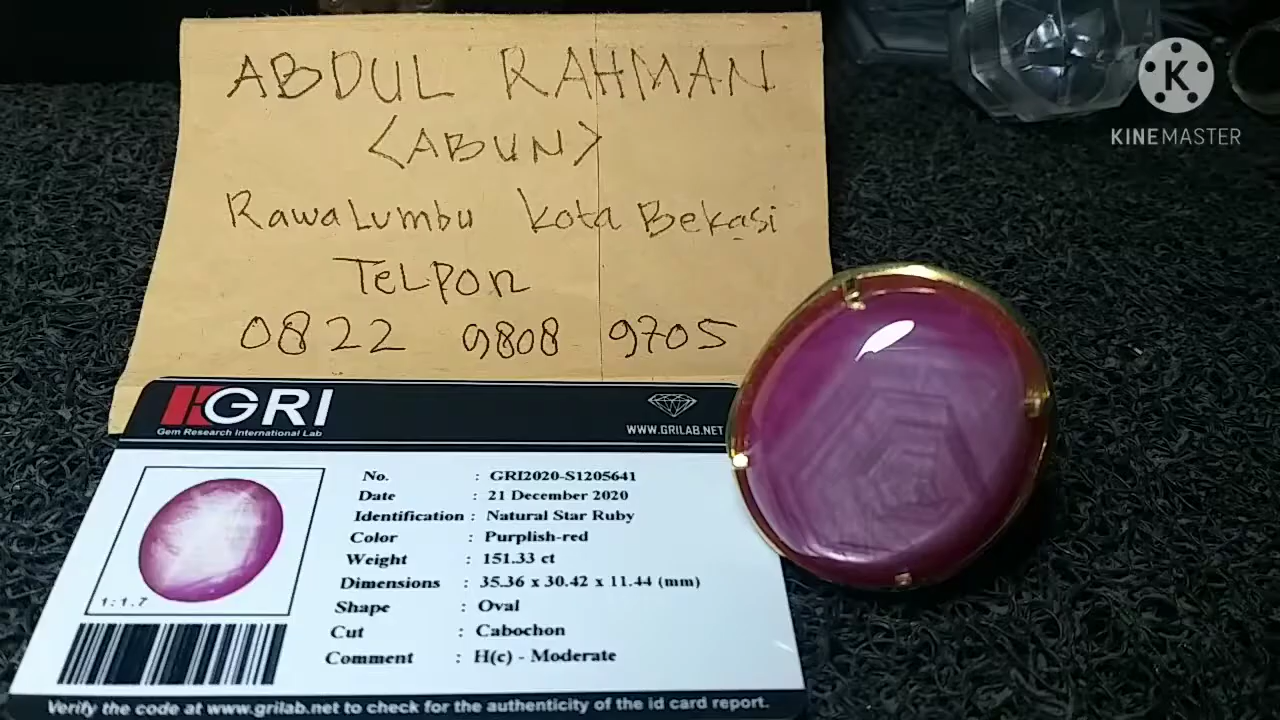 ABDUL RAHMAN
<ABUN>
Rawalumbu Kota Bekasi
TELPON
0822 9808 9705
K
KINEMASTER
GRI
Gem Research International Lab
WWW.GRILAB.NET
No. : GRI2020-S1205641
Date : 21 December 2020
Identification : Natural Star Ruby
Color : Purplish-red
Weight : 151.33 ct
Dimensions : 35.36 x 30.42 x 11.44 (mm)
Shape : Oval
Cut : Cabochon
Comment : H(c) - Moderate
1:1.7
Verify the code at www.grilab.net to check for the authenticity of the id card report.